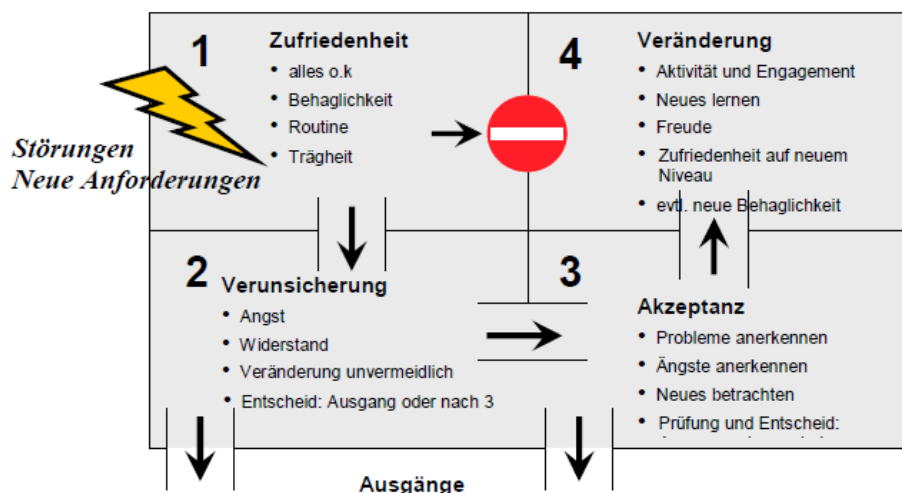 1
Zufriedenheit
• alles o.k
• Behaglichkeit
• Routine
• Trägheit
Störungen
Neue Anforderungen
4
Veränderung
• Aktivität und Engagement
• Neues lernen
• Freude
• Zufriedenheit auf neuem
Niveau
• evtl. neue Behaglichkeit
2
Verunsicherung
• Angst
• Widerstand
• Veränderung unvermeidlich
• Entscheid: Ausgang oder nach 3
3
Akzeptanz
• Probleme anerkennen
• Ängste anerkennen
• Neues betrachten
• Prüfung und Entscheid:
Ausgänge